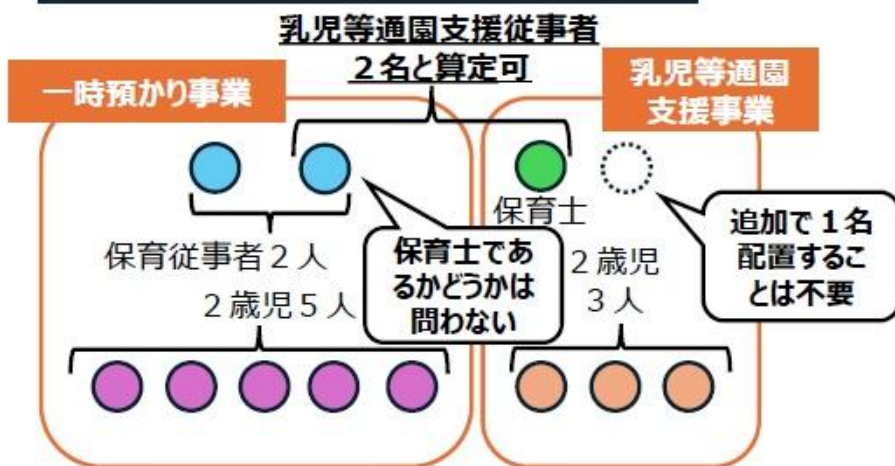 乳児等通園支援従事者
２名と算定可
一時預かり事業
乳児等通園
支援事業
保育士
保育従事者２人
２歳児５人
保育士であ
るかどうかは
問わない
２歳児
３人
追加で１名
配置するこ
とは不要